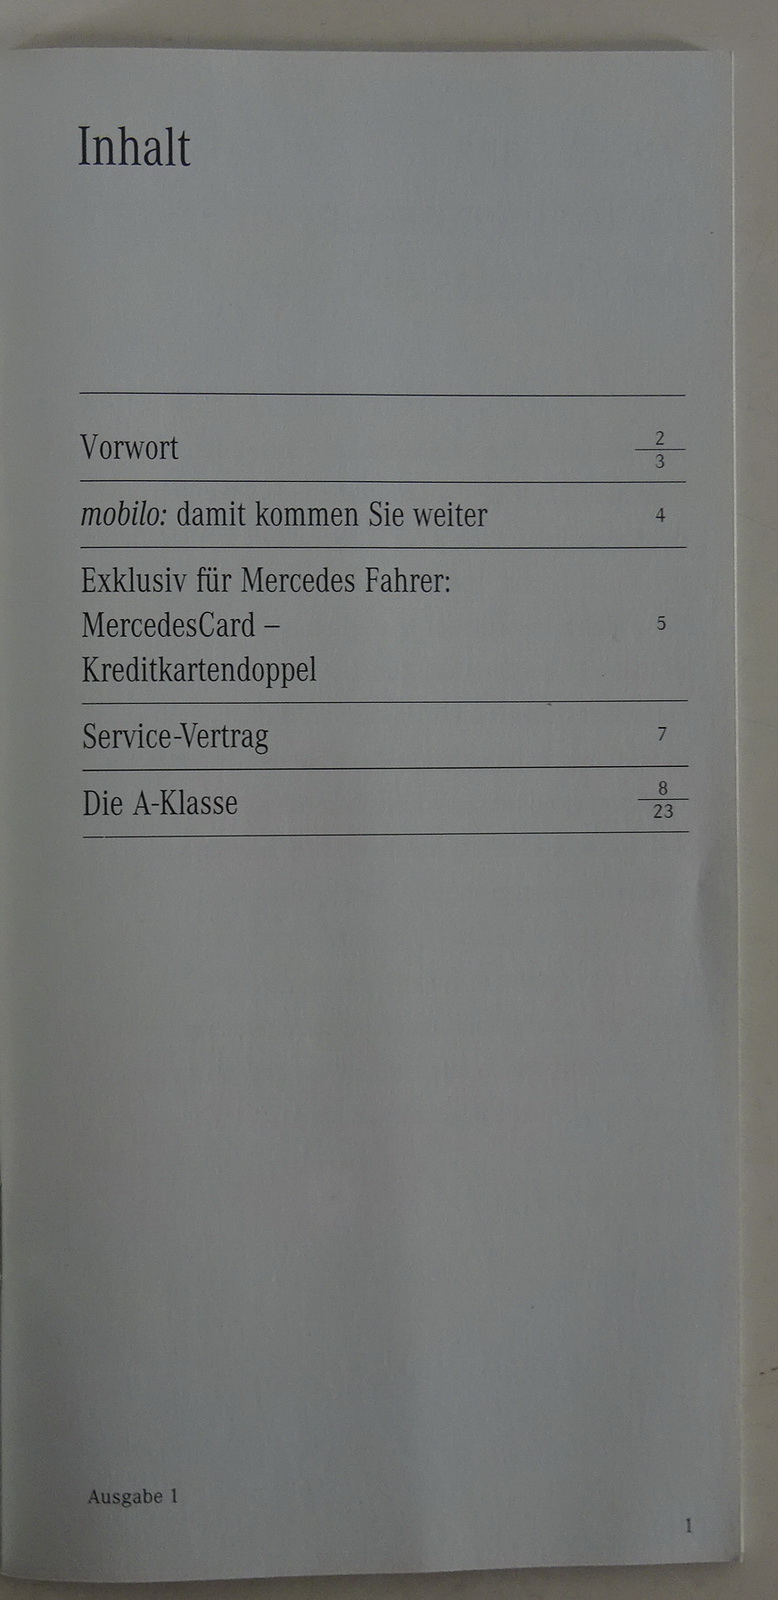 Inhalt
Vorwort 2
3
mobilo: damit kommen Sie weiter 4
Exklusiv für Mercedes Fahrer:
MercedesCard – 5
Kreditkartendoppel
Service-Vertrag 7
Die A-Klasse 8
23
Ausgabe 1
1